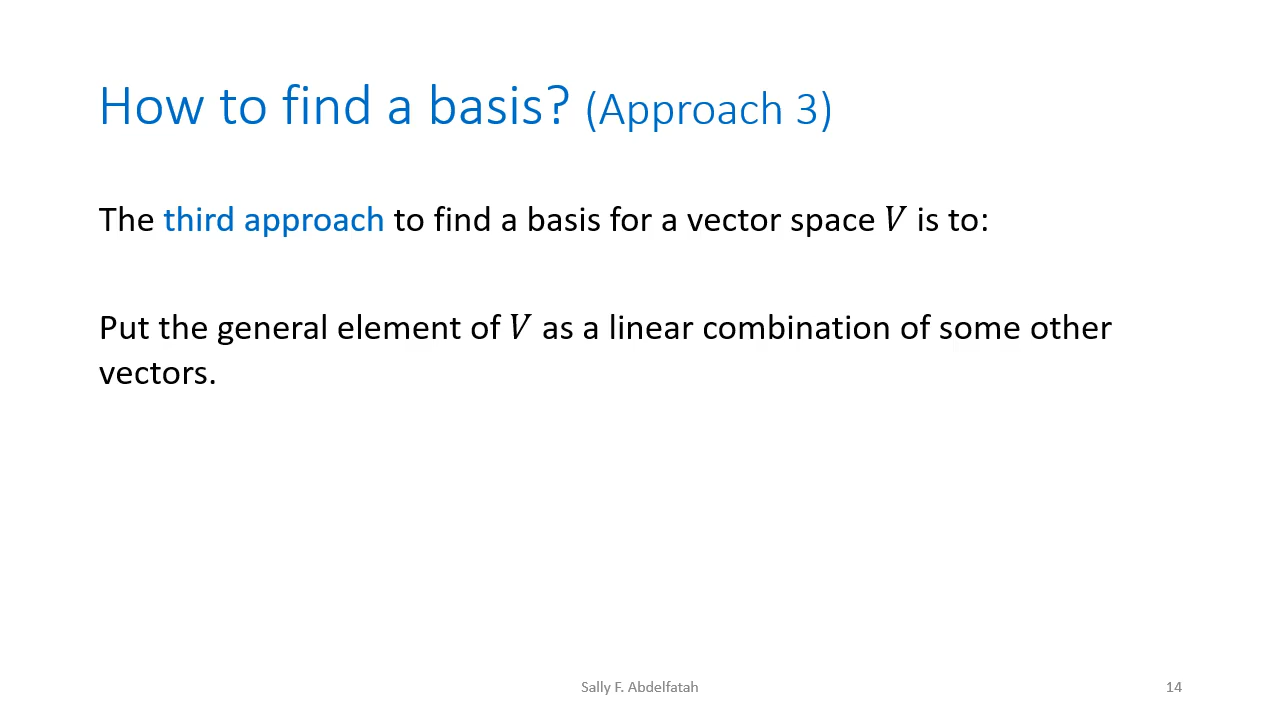 How to find a basis? (Approach 3)
The third approach to find a basis for a vector space V is to:
Put the general element of V as a linear combination of some other
vectors.
Sally F. Abdelfatah
14